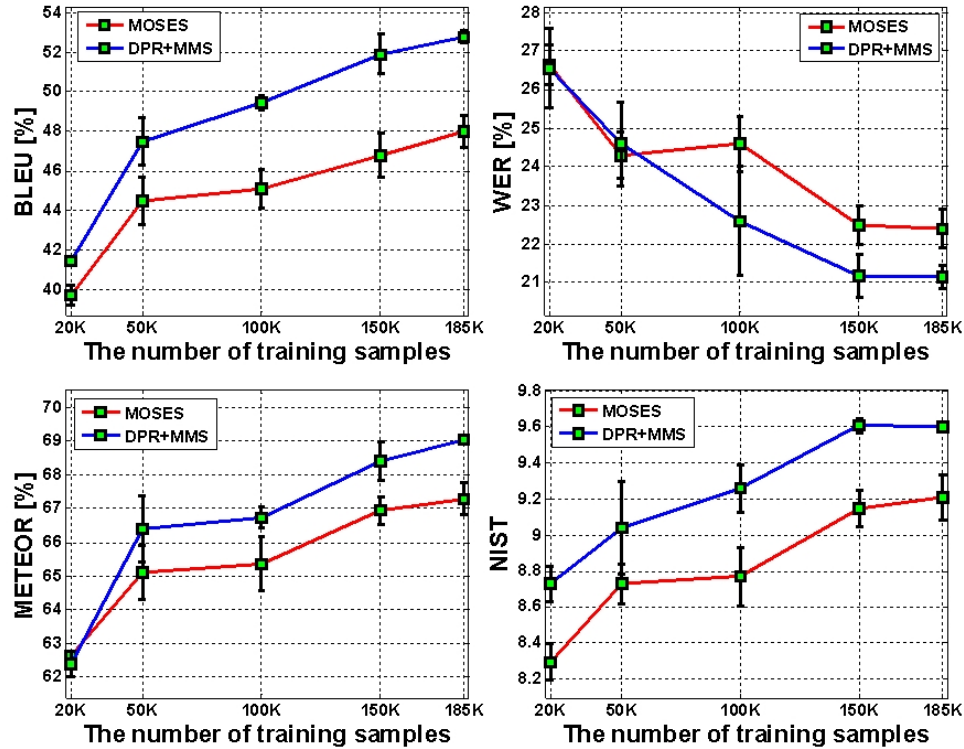 MOSES
DPR+MMS
BLEU [%]
52
50
48
46
44
42
40
20K 50K 100K 150K 185K
The number of training samples
MOSES
DPR+MMS
WER [%]
28
27
26
25
24
23
22
21
20K 50K 100K 150K 185K
The number of training samples
MOSES
DPR+MMS
METEOR [%]
70
69
68
67
66
65
64
63
62
20K 50K 100K 150K 185K
The number of training samples
MOSES
DPR+MMS
NIST
9.8
9.6
9.4
9.2
9
8.8
8.6
8.4
8.2
20K 50K 100K 150K 185K
The number of training samples